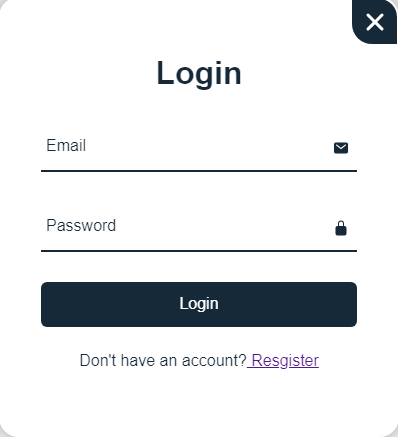 Login
Email
Password
Login
Don't have an account? Resgister